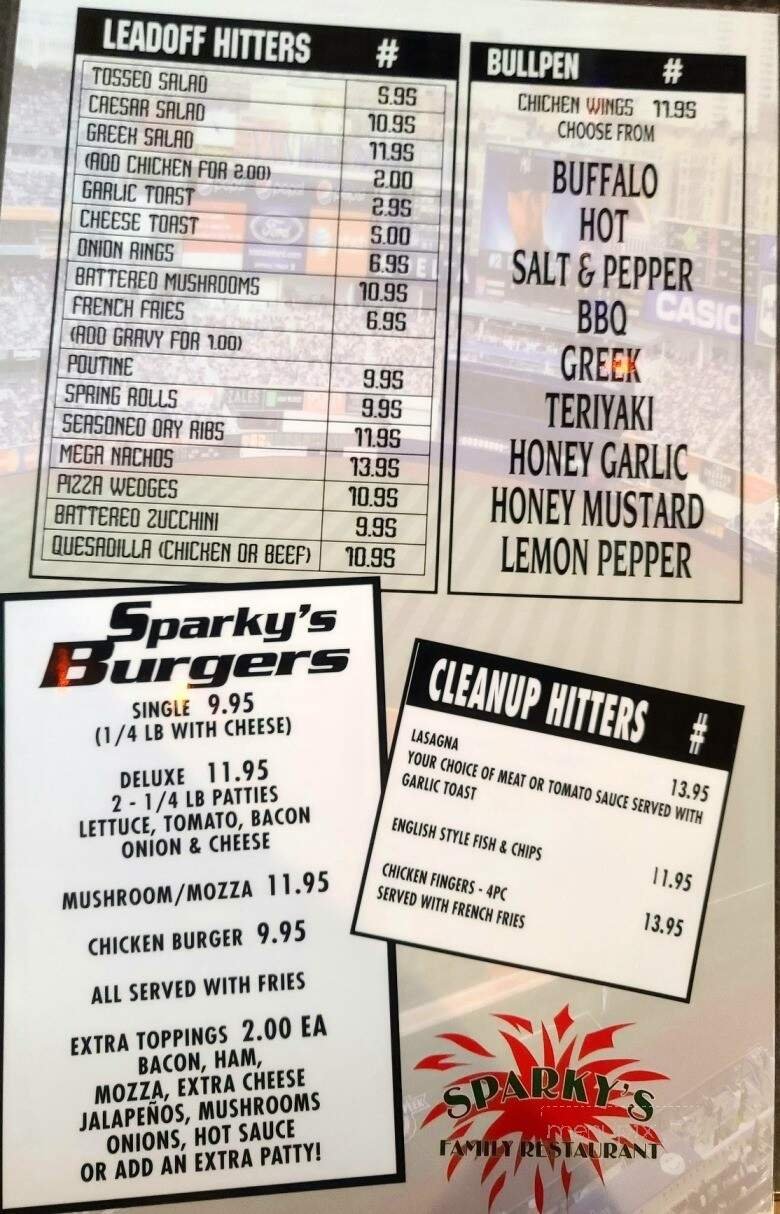 LEADOFF HITTERS #
TOSSED SALAD 5.95
CAESAR SALAD 10.95
GREEK SALAD 11.95
(ADD CHICKEN FOR 2.00) 2.00
GARLIC TOAST 2.95
CHEESE TOAST 5.00
ONION RINGS 6.95
BATTERED MUSHROOMS 10.95
FRENCH FRIES 6.95
(ADD GRAVY FOR 1.00)
POUTINE 9.95
SPRING ROLLS 9.95
SEASONED DRY RIBS 11.95
MEGA NACHOS 13.95
PIZZA WEDGES 10.95
BATTERED ZUCCHINI 9.95
QUESADILLA (CHICKEN OR BEEF) 10.95
BULLPEN #
CHICKEN WINGS 11.95
CHOOSE FROM
BUFFALO
HOT
SALT & PEPPER
BBQ
GREEK
TERIYAKI
HONEY GARLIC
HONEY MUSTARD
LEMON PEPPER
Ford
CASIO
Sparky's
Burgers
SINGLE 9.95
(1/4 LB WITH CHEESE)
DELUXE 11.95
2 - 1/4 LB PATTIES
LETTUCE, TOMATO, BACON
ONION & CHEESE
MUSHROOM/MOZZA 11.95
CHICKEN BURGER 9.95
ALL SERVED WITH FRIES
EXTRA TOPPINGS 2.00 EA
BACON, HAM,
MOZZA, EXTRA CHEESE
JALAPEÑOS, MUSHROOMS
ONIONS, HOT SAUCE
OR ADD AN EXTRA PATTY!
CLEANUP HITTERS #
LASAGNA 13.95
YOUR CHOICE OF MEAT OR TOMATO SAUCE SERVED WITH
GARLIC TOAST
ENGLISH STYLE FISH & CHIPS 11.95
CHICKEN FINGERS - 4PC 13.95
SERVED WITH FRENCH FRIES
SPARKY'S
FAMILY RESTAURANT